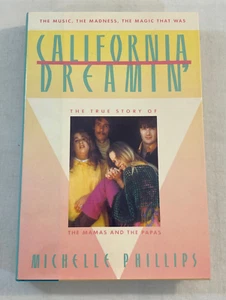 THE MUSIC, THE MADNESS, THE MAGIC THAT WAS
CALIFORNIA
DREAMIN'
THE TRUE STORY OF
THE MAMAS AND THE PAPAS
MICHELLE PHILLIPS